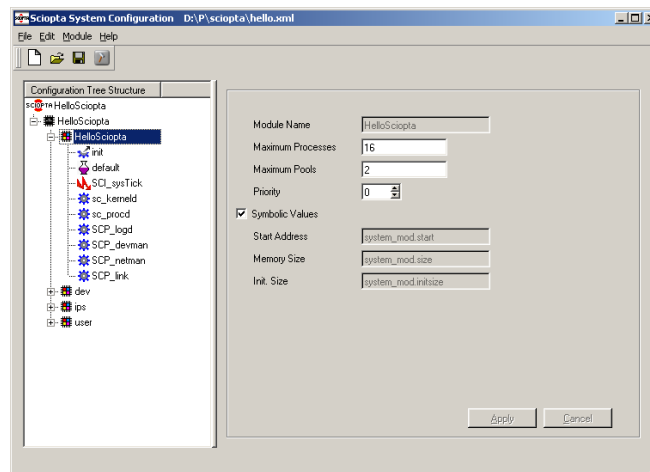 Sciopta System Configuration D:\P\sciopta\hello.xml
File Edit Module Help
Configuration Tree Structure
SCIOPTA HelloSciopta
HelloSciopta
HelloSciopta
init
default
SCI_sysTick
sc_kerneld
sc_procd
SCP_logd
SCP_devman
SCP_netman
SCP_link
dev
ips
user
Module Name HelloSciopta
Maximum Processes 16
Maximum Pools 2
Priority 0
Symbolic Values
Start Address system_mod.start
Memory Size system_mod.size
Init. Size system_mod.initsize
Apply Cancel